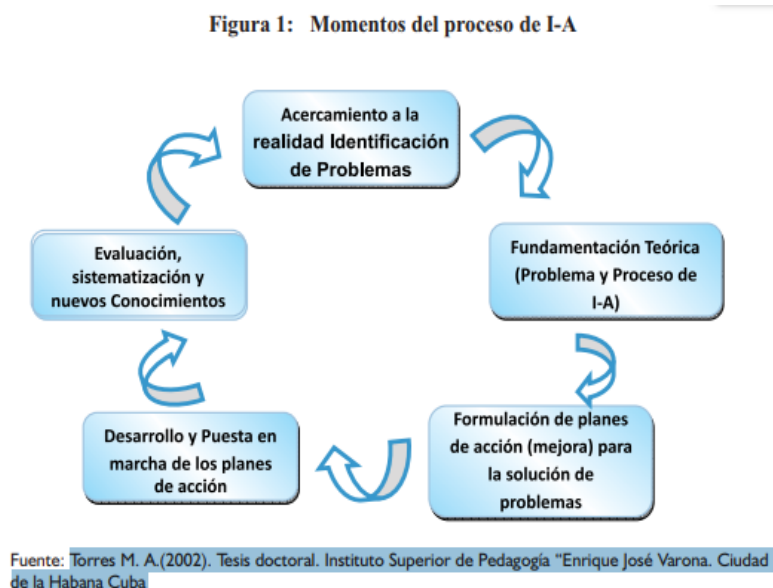 Figura 1: Momentos del proceso de I-A
Acercamiento a la
realidad Identificación
de Problemas
Fundamentación Teórica
(Problema y Proceso de
I-A)
Formulación de planes
de acción (mejora) para
la solución de
problemas
Desarrollo y Puesta en
marcha de los planes
de acción
Evaluación,
sistematización y
nuevos Conocimientos
Fuente: Torres M. A.(2002). Tesis doctoral. Instituto Superior de Pedagogía “Enrique José Varona. Ciudad
de la Habana Cuba